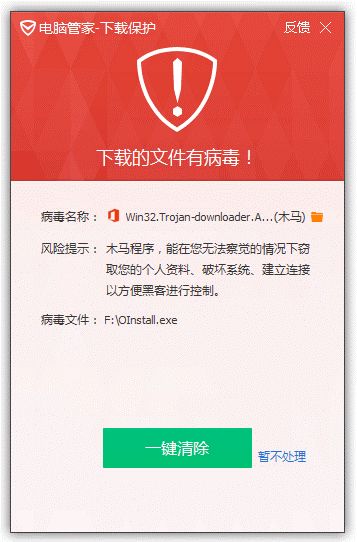 电脑管家-下载保护 反馈
下载的文件有病毒！
病毒名称： Win32.Trojan-downloader.A...(木马)
风险提示： 木马程序，能在您无法察觉的情况下窃
取您的个人资料、破坏系统、建立连接
以方便黑客进行控制。
病毒文件： F:\OInstall.exe
一键清除 暂不处理